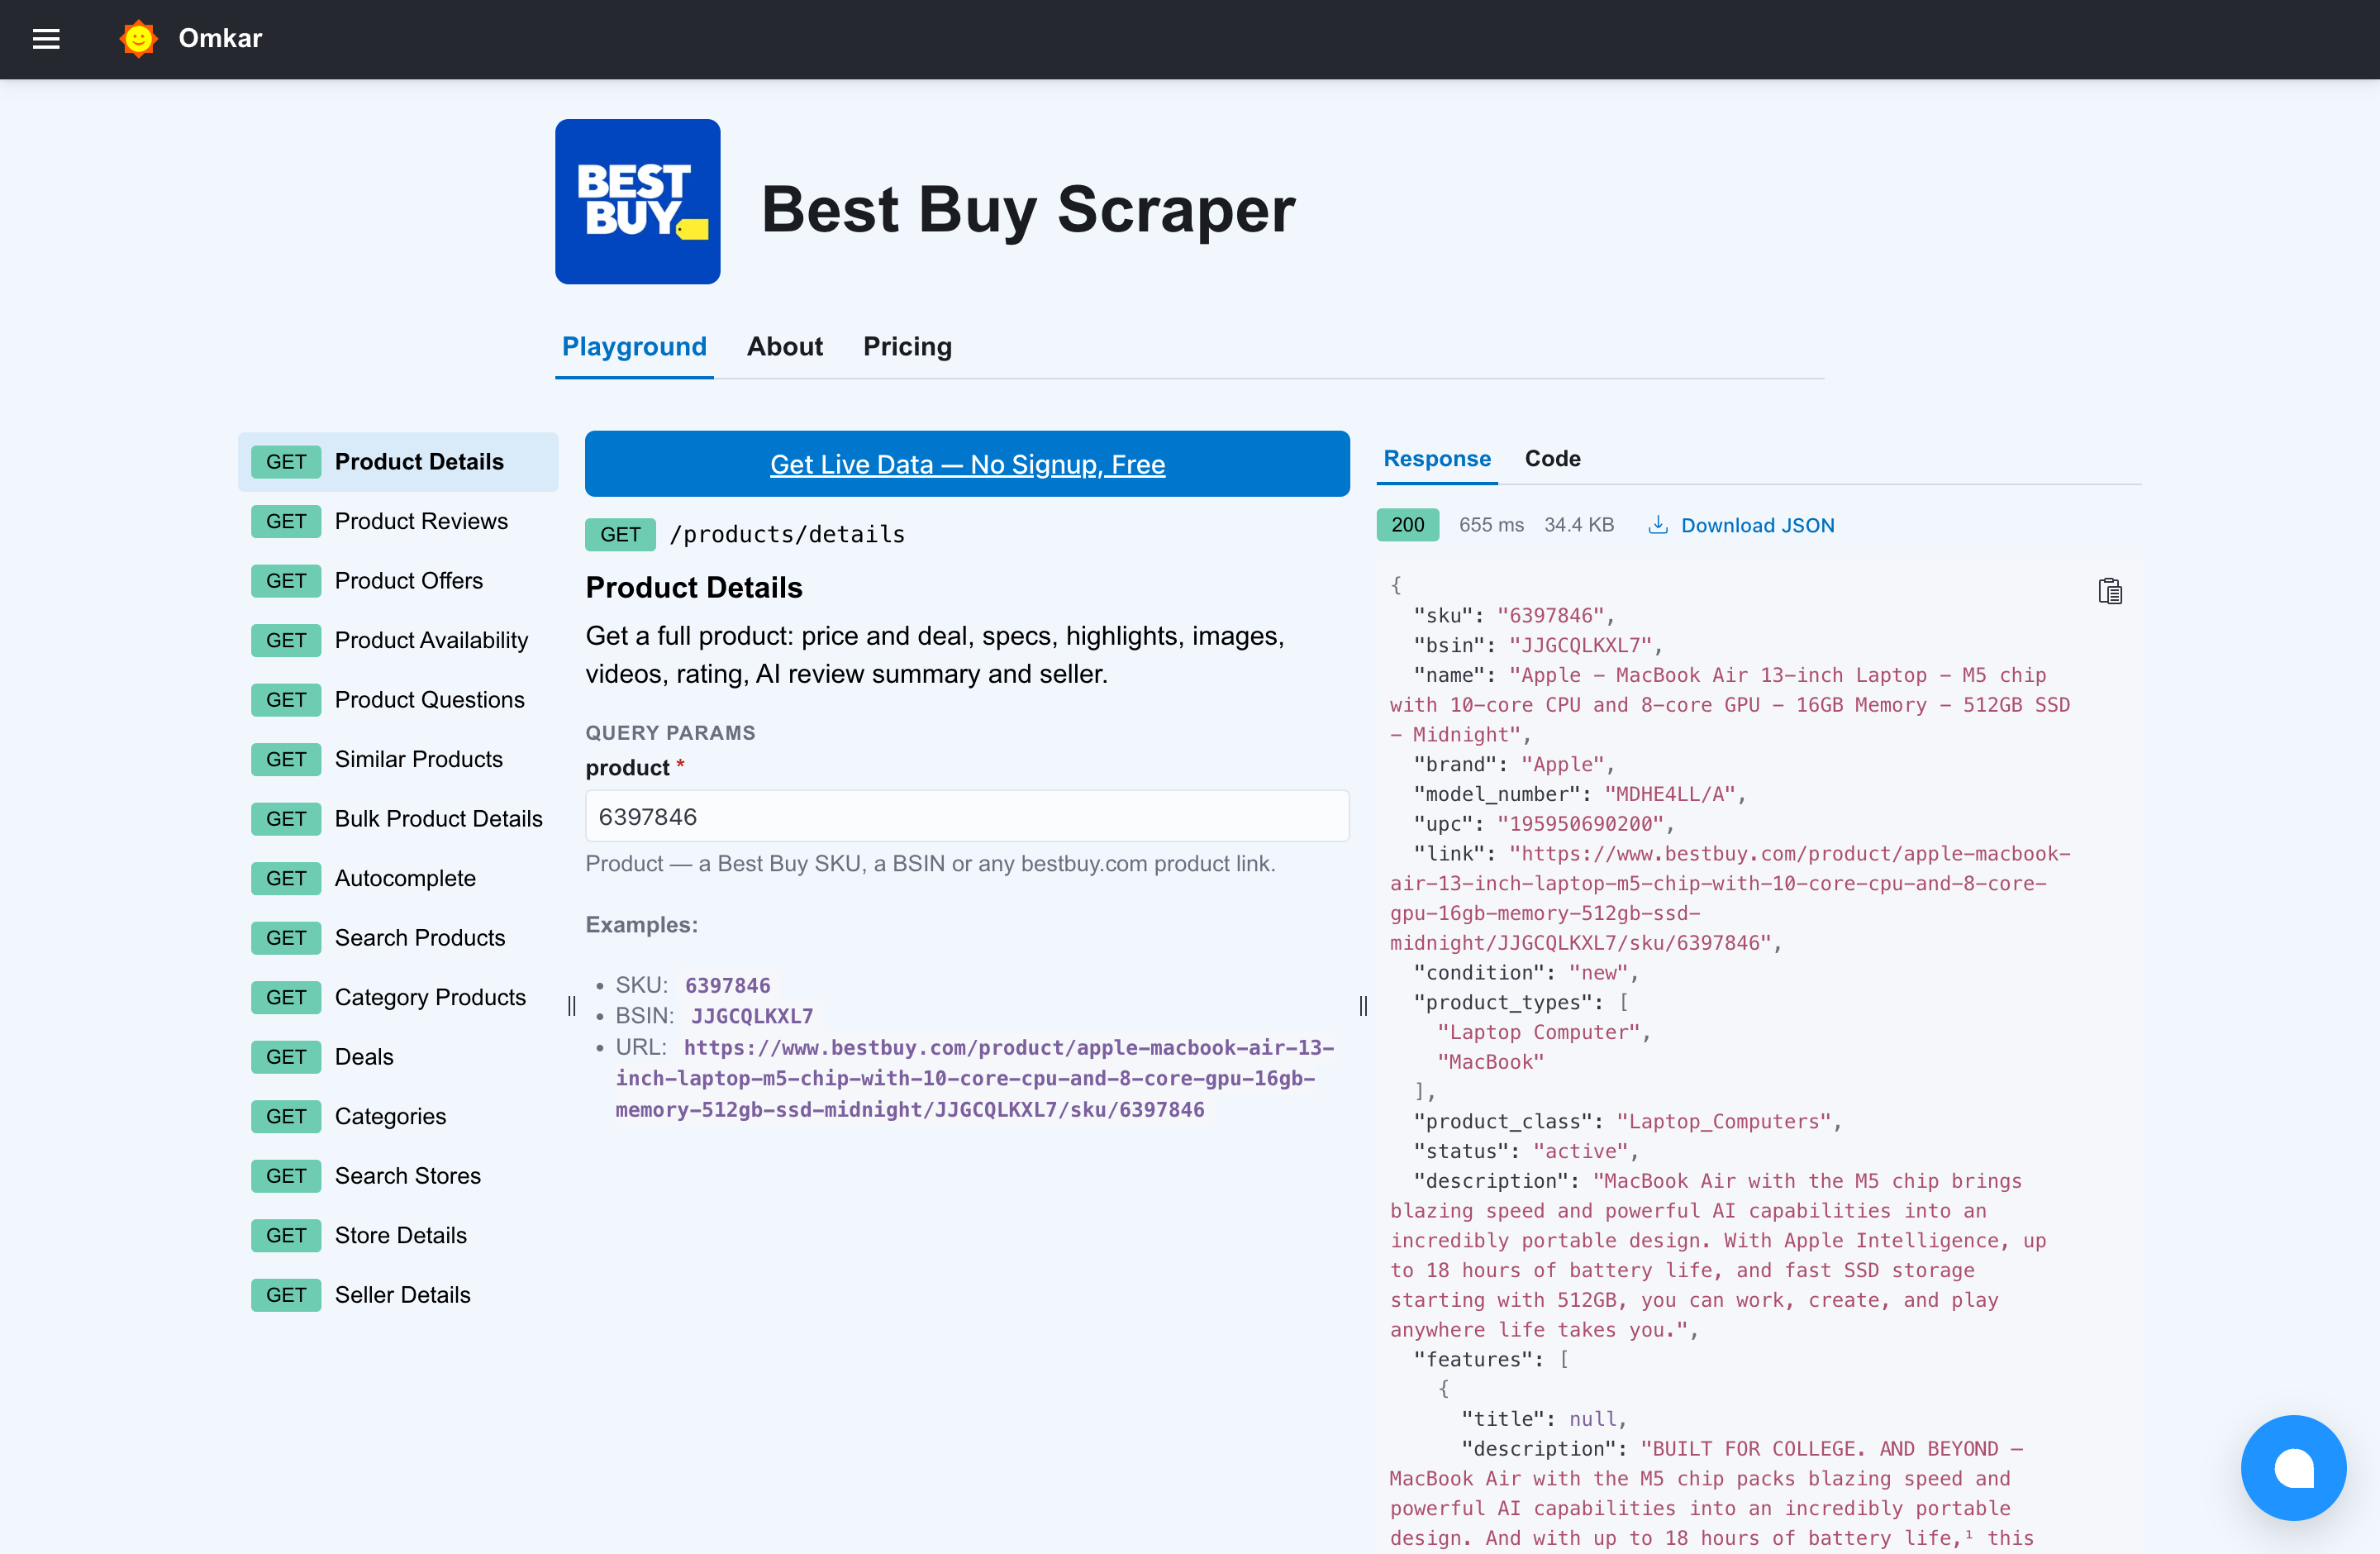 Omkar
BEST
BUY
Best Buy Scraper
Playground
About
Pricing
GET Product Details
GET Product Reviews
GET Product Offers
GET Product Availability
GET Product Questions
GET Similar Products
GET Bulk Product Details
GET Autocomplete
GET Search Products
GET Category Products
GET Deals
GET Categories
GET Search Stores
GET Store Details
GET Seller Details
Get Live Data — No Signup, Free
GET /products/details
Product Details
Get a full product: price and deal, specs, highlights, images,
videos, rating, AI review summary and seller.
QUERY PARAMS
product *
6397846
Product — a Best Buy SKU, a BSIN or any bestbuy.com product link.
Examples:
• SKU: 6397846
• BSIN: JJGCQLKXL7
• URL: https://www.bestbuy.com/product/apple-macbook-air-13-
inch-laptop-m5-chip-with-10-core-cpu-and-8-core-gpu-16gb-
memory-512gb-ssd-midnight/JJGCQLKXL7/sku/6397846
Response
Code
200 655 ms 34.4 KB Download JSON
{
"sku": "6397846",
"bsin": "JJGCQLKXL7",
"name": "Apple - MacBook Air 13-inch Laptop - M5 chip
with 10-core CPU and 8-core GPU - 16GB Memory - 512GB SSD
- Midnight",
"brand": "Apple",
"model_number": "MDHE4LL/A",
"upc": "195950690200",
"link": "https://www.bestbuy.com/product/apple-macbook-
air-13-inch-laptop-m5-chip-with-10-core-cpu-and-8-core-
gpu-16gb-memory-512gb-ssd-
midnight/JJGCQLKXL7/sku/6397846",
"condition": "new",
"product_types": [
"Laptop Computer",
"MacBook"
],
"product_class": "Laptop_Computers",
"status": "active",
"description": "MacBook Air with the M5 chip brings
blazing speed and powerful AI capabilities into an
incredibly portable design. With Apple Intelligence, up
to 18 hours of battery life, and fast SSD storage
starting with 512GB, you can work, create, and play
anywhere life takes you.",
"features": [
{
"title": null,
"description": "BUILT FOR COLLEGE. AND BEYOND —
MacBook Air with the M5 chip packs blazing speed and
powerful AI capabilities into an incredibly portable
design. And with up to 18 hours of battery life,¹ this